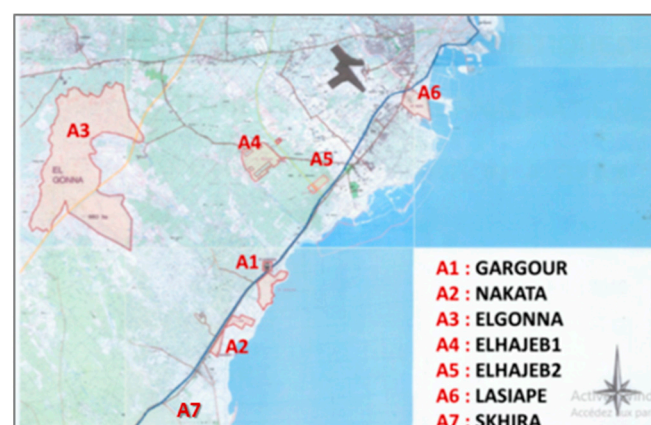 A6
A3
A4
A5
EL
GONNA
A1
A2
A7
A1 : GARGOUR
A2 : NAKATA
A3 : ELGONNA
A4 : ELHAJEB1
A5 : ELHAJEB2
A6 : LASIAPE
A7 : SKHIRA